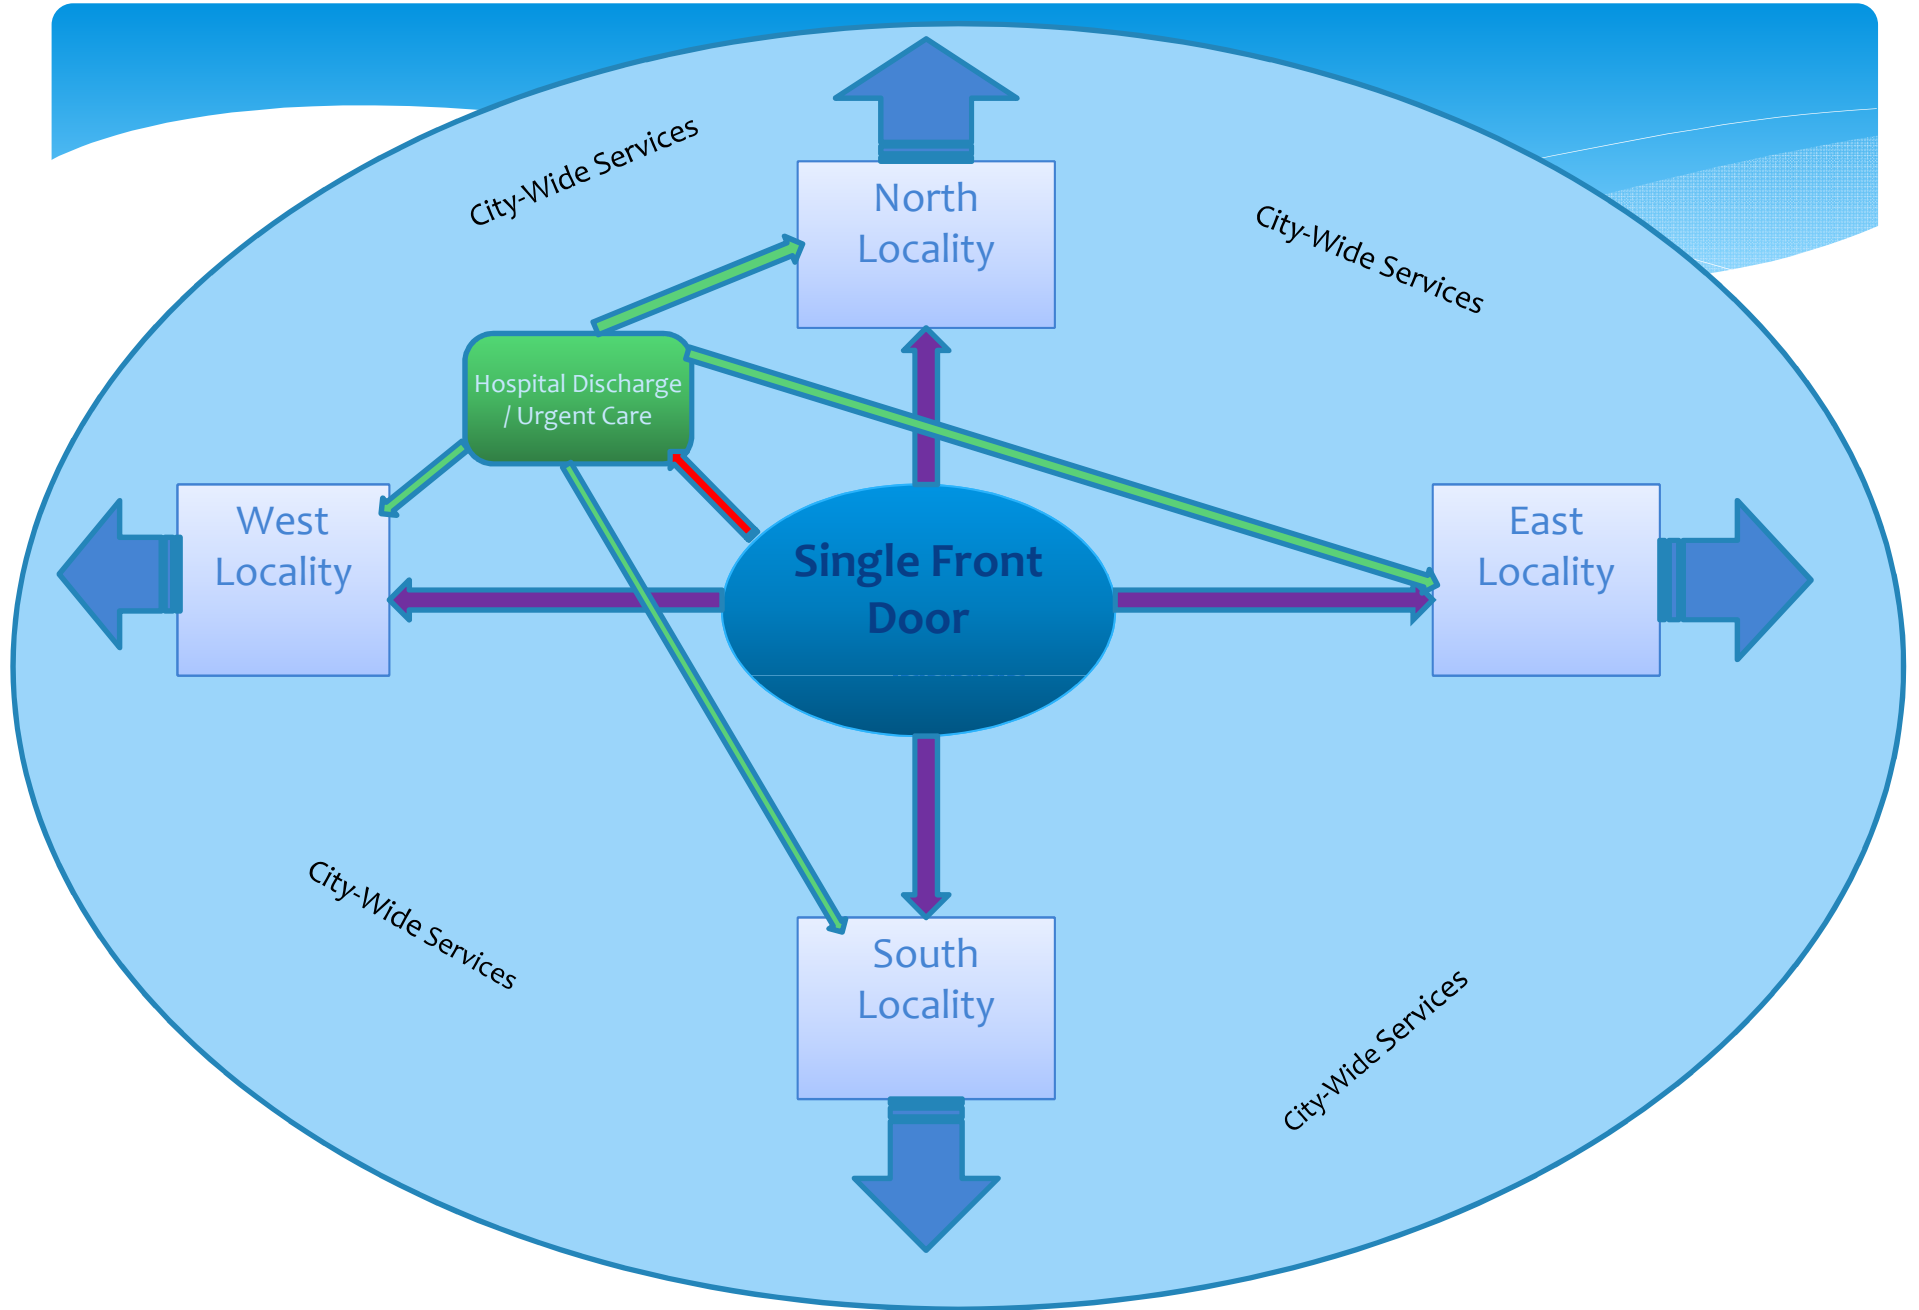 City-Wide Services
North
Locality
City-Wide Services
Hospital Discharge
/ Urgent Care
West
Locality
Single Front
Door
East
Locality
City-Wide Services
South
Locality
City-Wide Services